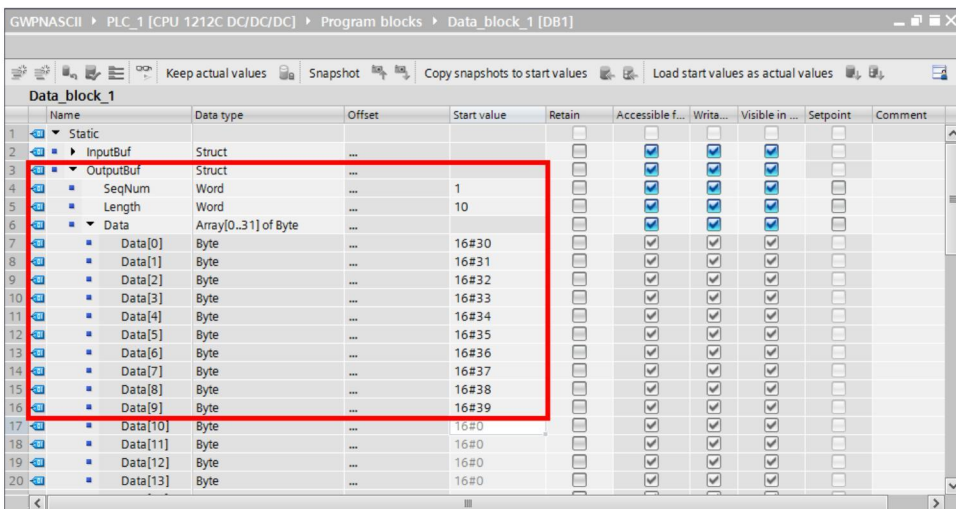 GWPNASCII ▸ PLC_1 [CPU 1212C DC/DC/DC] ▸ Program blocks ▸ Data_block_1 [DB1]
Keep actual values Snapshot Copy snapshots to start values Load start values as actual values
Data_block_1
Name Data type Offset Start value Retain Accessible f... Writa... Visible in ... Setpoint Comment
1 Static
2 InputBuf Struct ...
3 OutputBuf Struct ...
4 SeqNum Word ... 1
5 Length Word ... 10
6 Data Array[0..31] of Byte ...
7 Data[0] Byte ... 16#30
8 Data[1] Byte ... 16#31
9 Data[2] Byte ... 16#32
10 Data[3] Byte ... 16#33
11 Data[4] Byte ... 16#34
12 Data[5] Byte ... 16#35
13 Data[6] Byte ... 16#36
14 Data[7] Byte ... 16#37
15 Data[8] Byte ... 16#38
16 Data[9] Byte ... 16#39
17 Data[10] Byte ... 16#0
18 Data[11] Byte ... 16#0
19 Data[12] Byte ... 16#0
20 Data[13] Byte ... 16#0